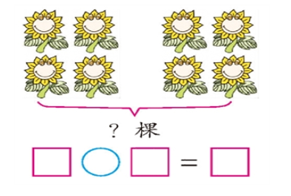 ? 棵
=